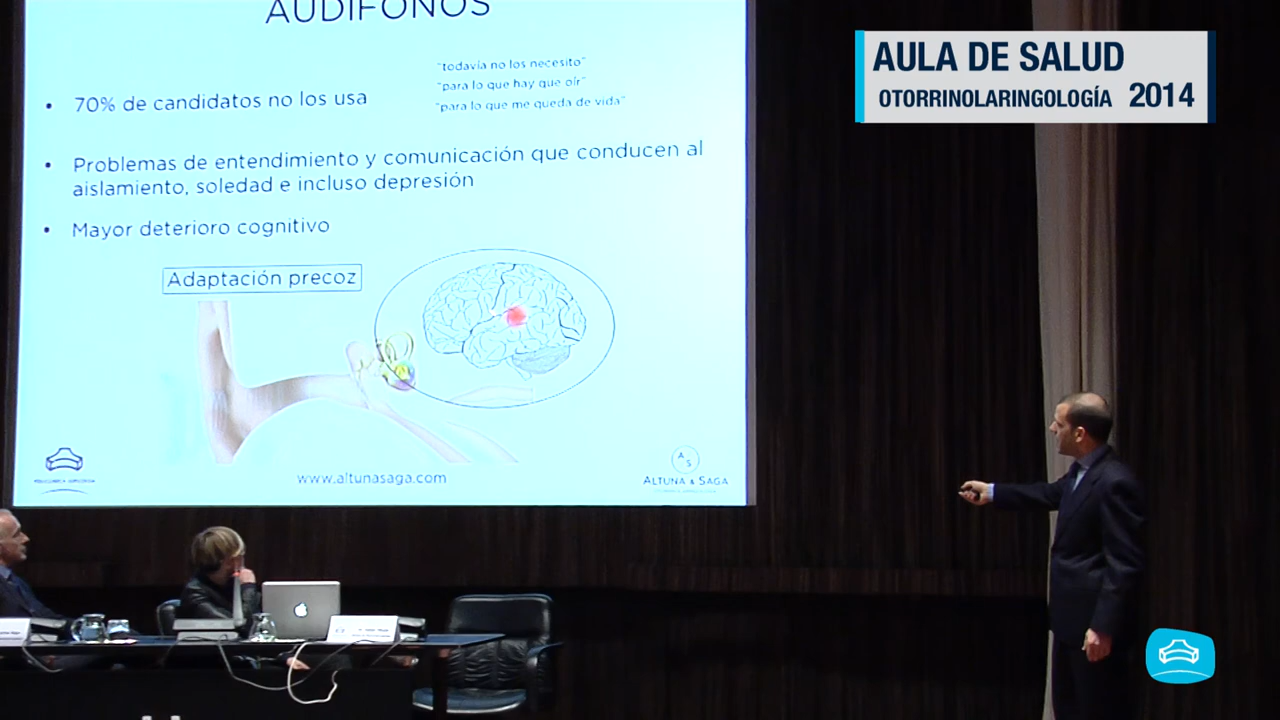 AUDÍFONOS
"todavía no los necesito"
"para lo que hay que oír"
"para lo que me queda de vida"
• 70% de candidatos no los usa
• Problemas de entendimiento y comunicación que conducen al
aislamiento, soledad e incluso depresión
• Mayor deterioro cognitivo
Adaptación precoz
www.altunasaga.com
A S
ALTUNA & SAGA
AULA DE SALUD
OTORRINOLARINGOLOGÍA 2014